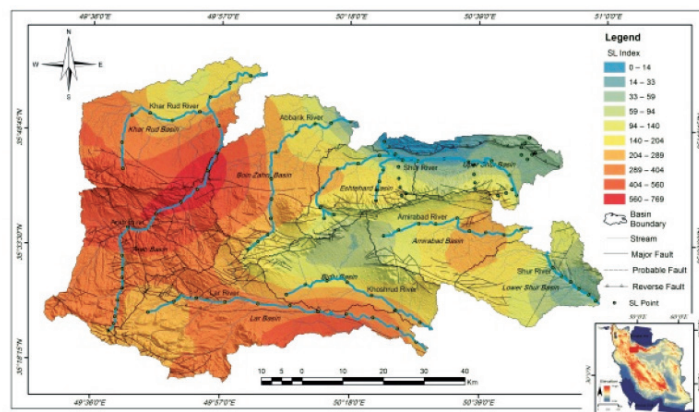 49°36'0"E 49°57'0"E 50°18'0"E 50°39'0"E 51°0'0"E
N
W E
S
Legend
SL Index
0 – 14
14 – 33
33 – 59
59 – 94
94 – 140
140 – 204
204 – 289
289 – 404
404 – 560
560 – 769
Basin
Boundary
Stream
Major Fault
Probable Fault
Reverse Fault
SL Point
35°48'45"N
35°33'30"N
35°18'15"N
Khar Rud River
Khar Rud Basin
Abbark River
Boin Zahra Basin
Shur River
Eshtehard Basin
Amirabad River
Amirabad Basin
Shur River
Lower Shur Basin
Khoshrud River
Lar River
Lar Basin
10 5 0 10 20 30 40
Km
49°36'0"E 49°57'0"E 50°18'0"E 50°39'0"E